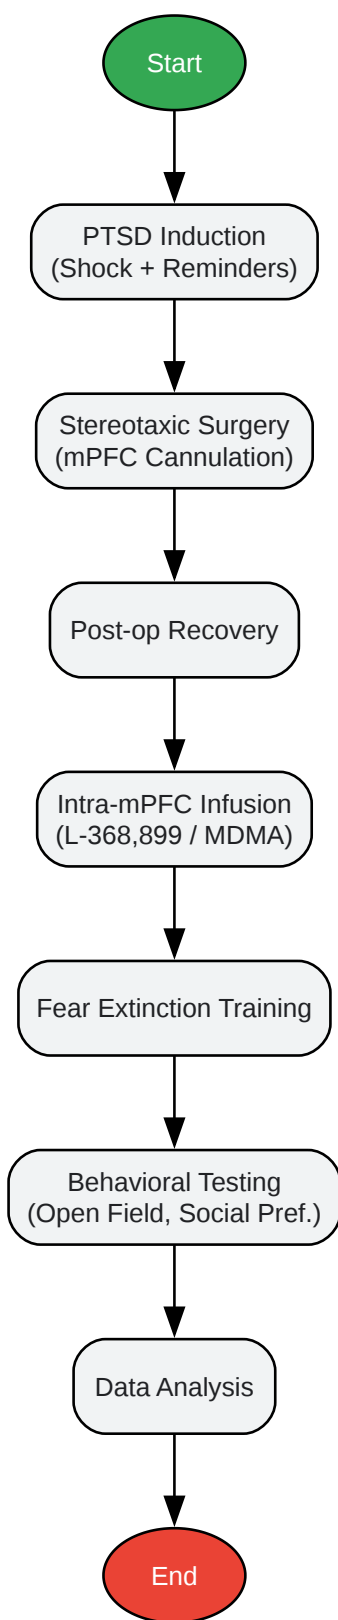 Start
PTSD Induction
(Shock + Reminders)
Stereotaxic Surgery
(mPFC Cannulation)
Post-op Recovery
Intra-mPFC Infusion
(L-368,899 / MDMA)
Fear Extinction Training
Behavioral Testing
(Open Field, Social Pref.)
Data Analysis
End